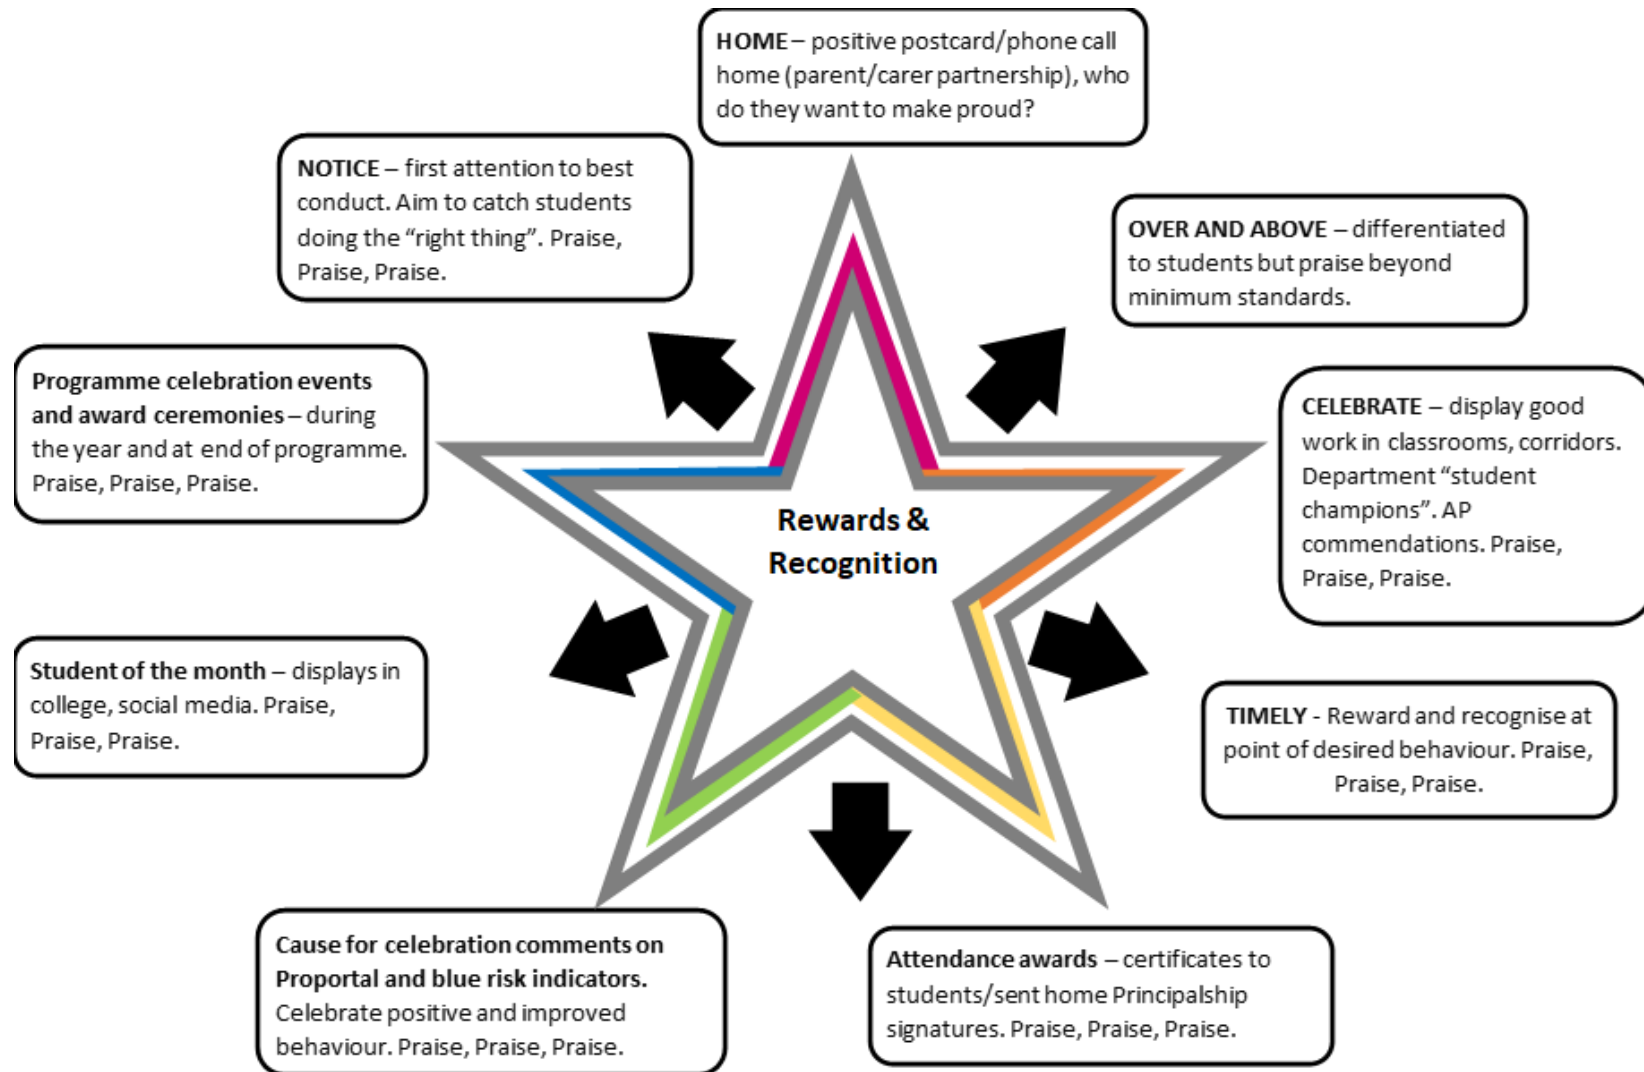 HOME – positive postcard/phone call
home (parent/carer partnership), who
do they want to make proud?
NOTICE – first attention to best
conduct. Aim to catch students
doing the “right thing”. Praise,
Praise, Praise.
OVER AND ABOVE – differentiated
to students but praise beyond
minimum standards.
Programme celebration events
and award ceremonies – during
the year and at end of programme.
Praise, Praise, Praise.
CELEBRATE – display good
work in classrooms, corridors.
Department “student
champions”. AP
commendations. Praise,
Praise, Praise.
Rewards &
Recognition
Student of the month – displays in
college, social media. Praise,
Praise, Praise.
TIMELY - Reward and recognise at
point of desired behaviour. Praise,
Praise, Praise.
Cause for celebration comments on
Proportal and blue risk indicators.
Celebrate positive and improved
behaviour. Praise, Praise, Praise.
Attendance awards – certificates to
students/sent home Principalship
signatures. Praise, Praise, Praise.